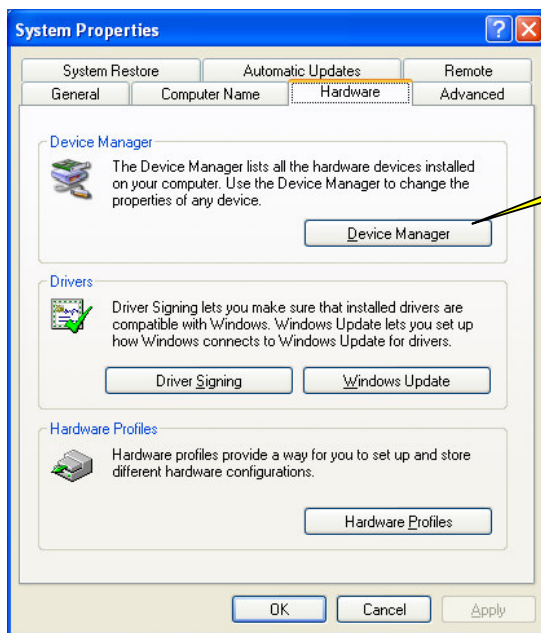 System Properties
System Restore Automatic Updates Remote
General Computer Name Hardware Advanced
Device Manager
The Device Manager lists all the hardware devices installed
on your computer. Use the Device Manager to change the
properties of any device.
Device Manager
Drivers
Driver Signing lets you make sure that installed drivers are
compatible with Windows. Windows Update lets you set up
how Windows connects to Windows Update for drivers.
Driver Signing Windows Update
Hardware Profiles
Hardware profiles provide a way for you to set up and store
different hardware configurations.
Hardware Profiles
OK Cancel Apply